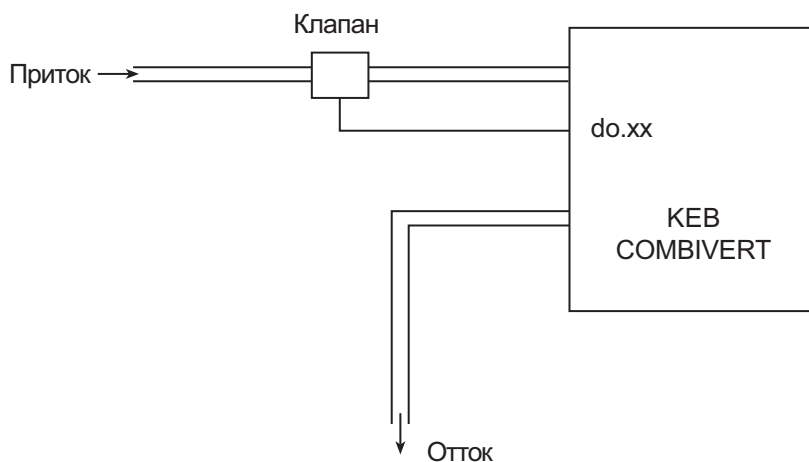 Клапан
Приток
do.xx
KEB
COMBIVERT
Отток